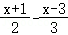 x+1/2 - x−3/3